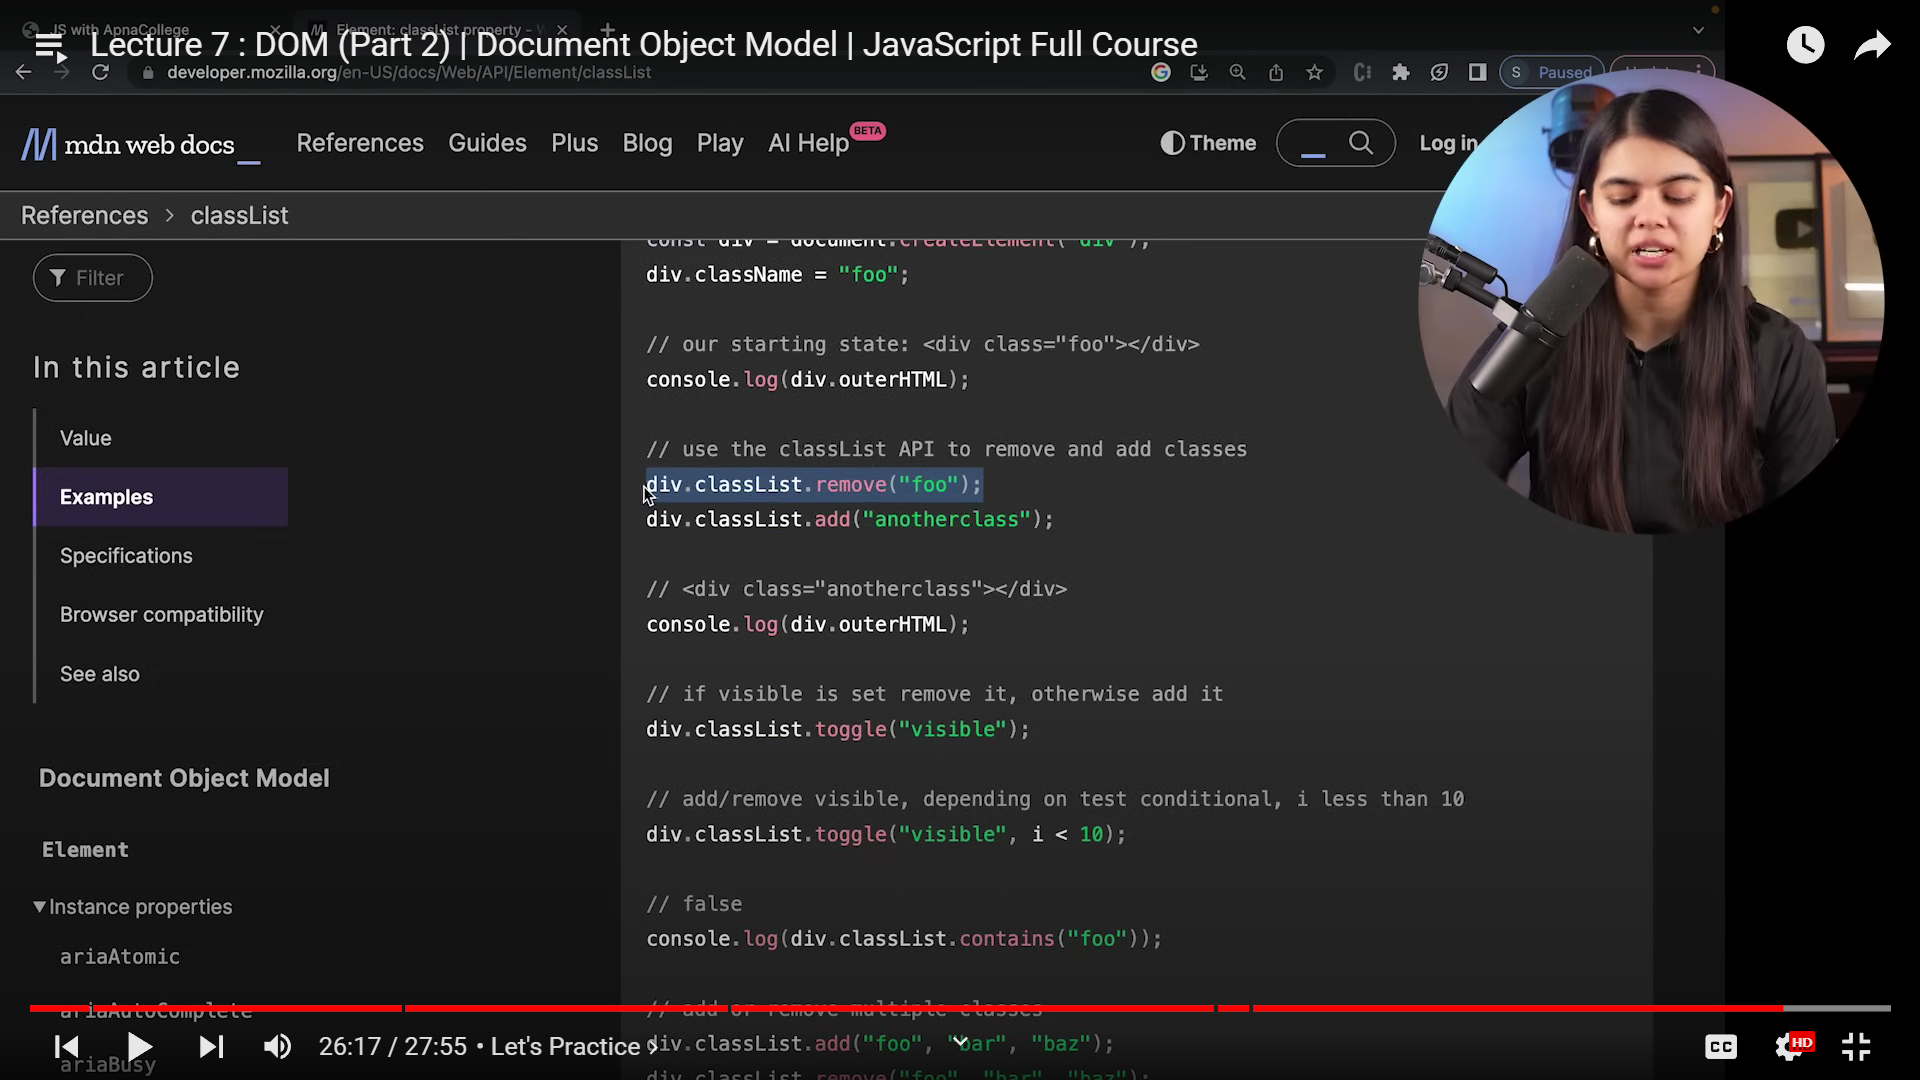 JS with ApnaCollege
Element: classList property -
Lecture 7 : DOM (Part 2) | Document Object Model | JavaScript Full Course
developer.mozilla.org/en-US/docs/Web/API/Element/classList
S Paused
mdn web docs
References Guides Plus Blog Play AI Help BETA
Theme
Log in
References > classList
Filter
In this article
Value
Examples
Specifications
Browser compatibility
See also
Document Object Model
Element
Instance properties
ariaAtomic
ariaAutoComplete
ariaBusy
const div = document.createElement("div");
div.className = "foo";
// our starting state: <div class="foo"></div>
console.log(div.outerHTML);
// use the classList API to remove and add classes
div.classList.remove("foo");
div.classList.add("anotherclass");
// <div class="anotherclass"></div>
console.log(div.outerHTML);
// if visible is set remove it, otherwise add it
div.classList.toggle("visible");
// add/remove visible, depending on test conditional, i less than 10
div.classList.toggle("visible", i < 10);
// false
console.log(div.classList.contains("foo"));
// add or remove multiple classes
div.classList.add("foo", "bar", "baz");
div.classList.remove("foo", "bar", "baz");
26:17 / 27:55 • Let's Practice >
CC
HD